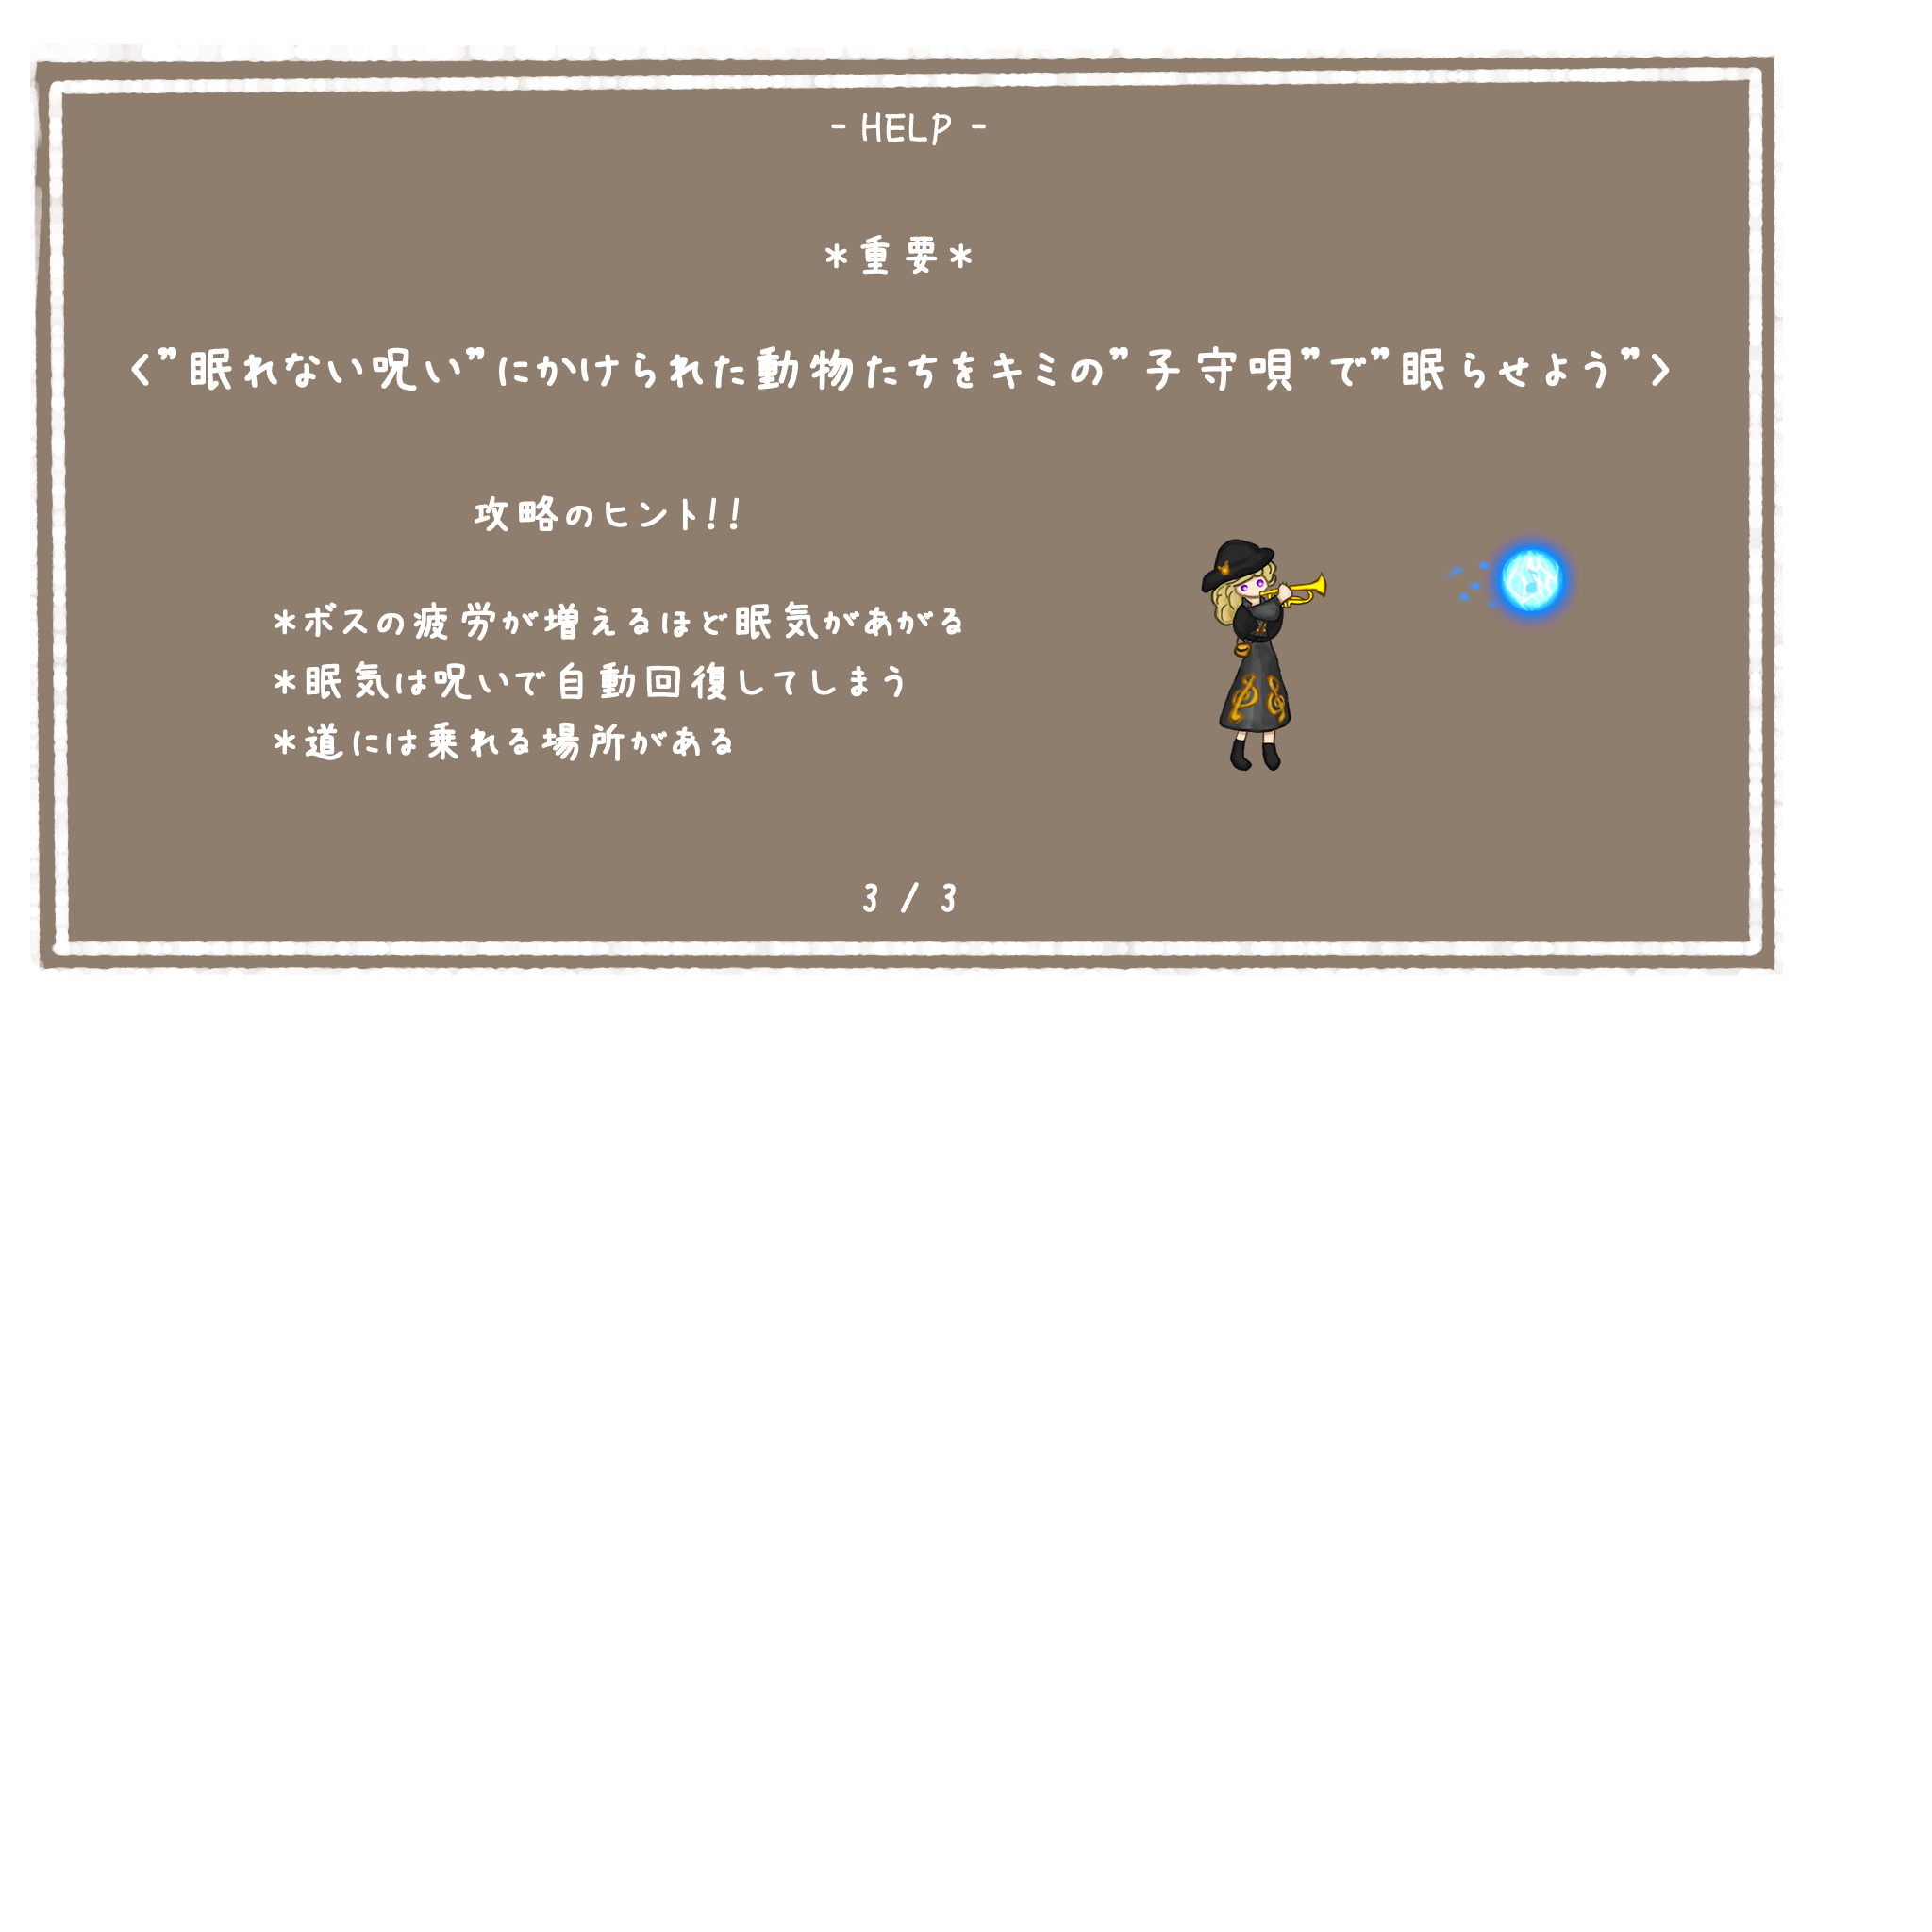 - HELP -
*重要*
<”眠れない呪い”にかけられた動物たちをキミの”子守唄”で”眠らせよう”>
攻略のヒント!!
*ボスの疲労が増えるほど眠気があがる
*眠気は呪いで自動回復してしまう
*道には乗れる場所がある
3 / 3